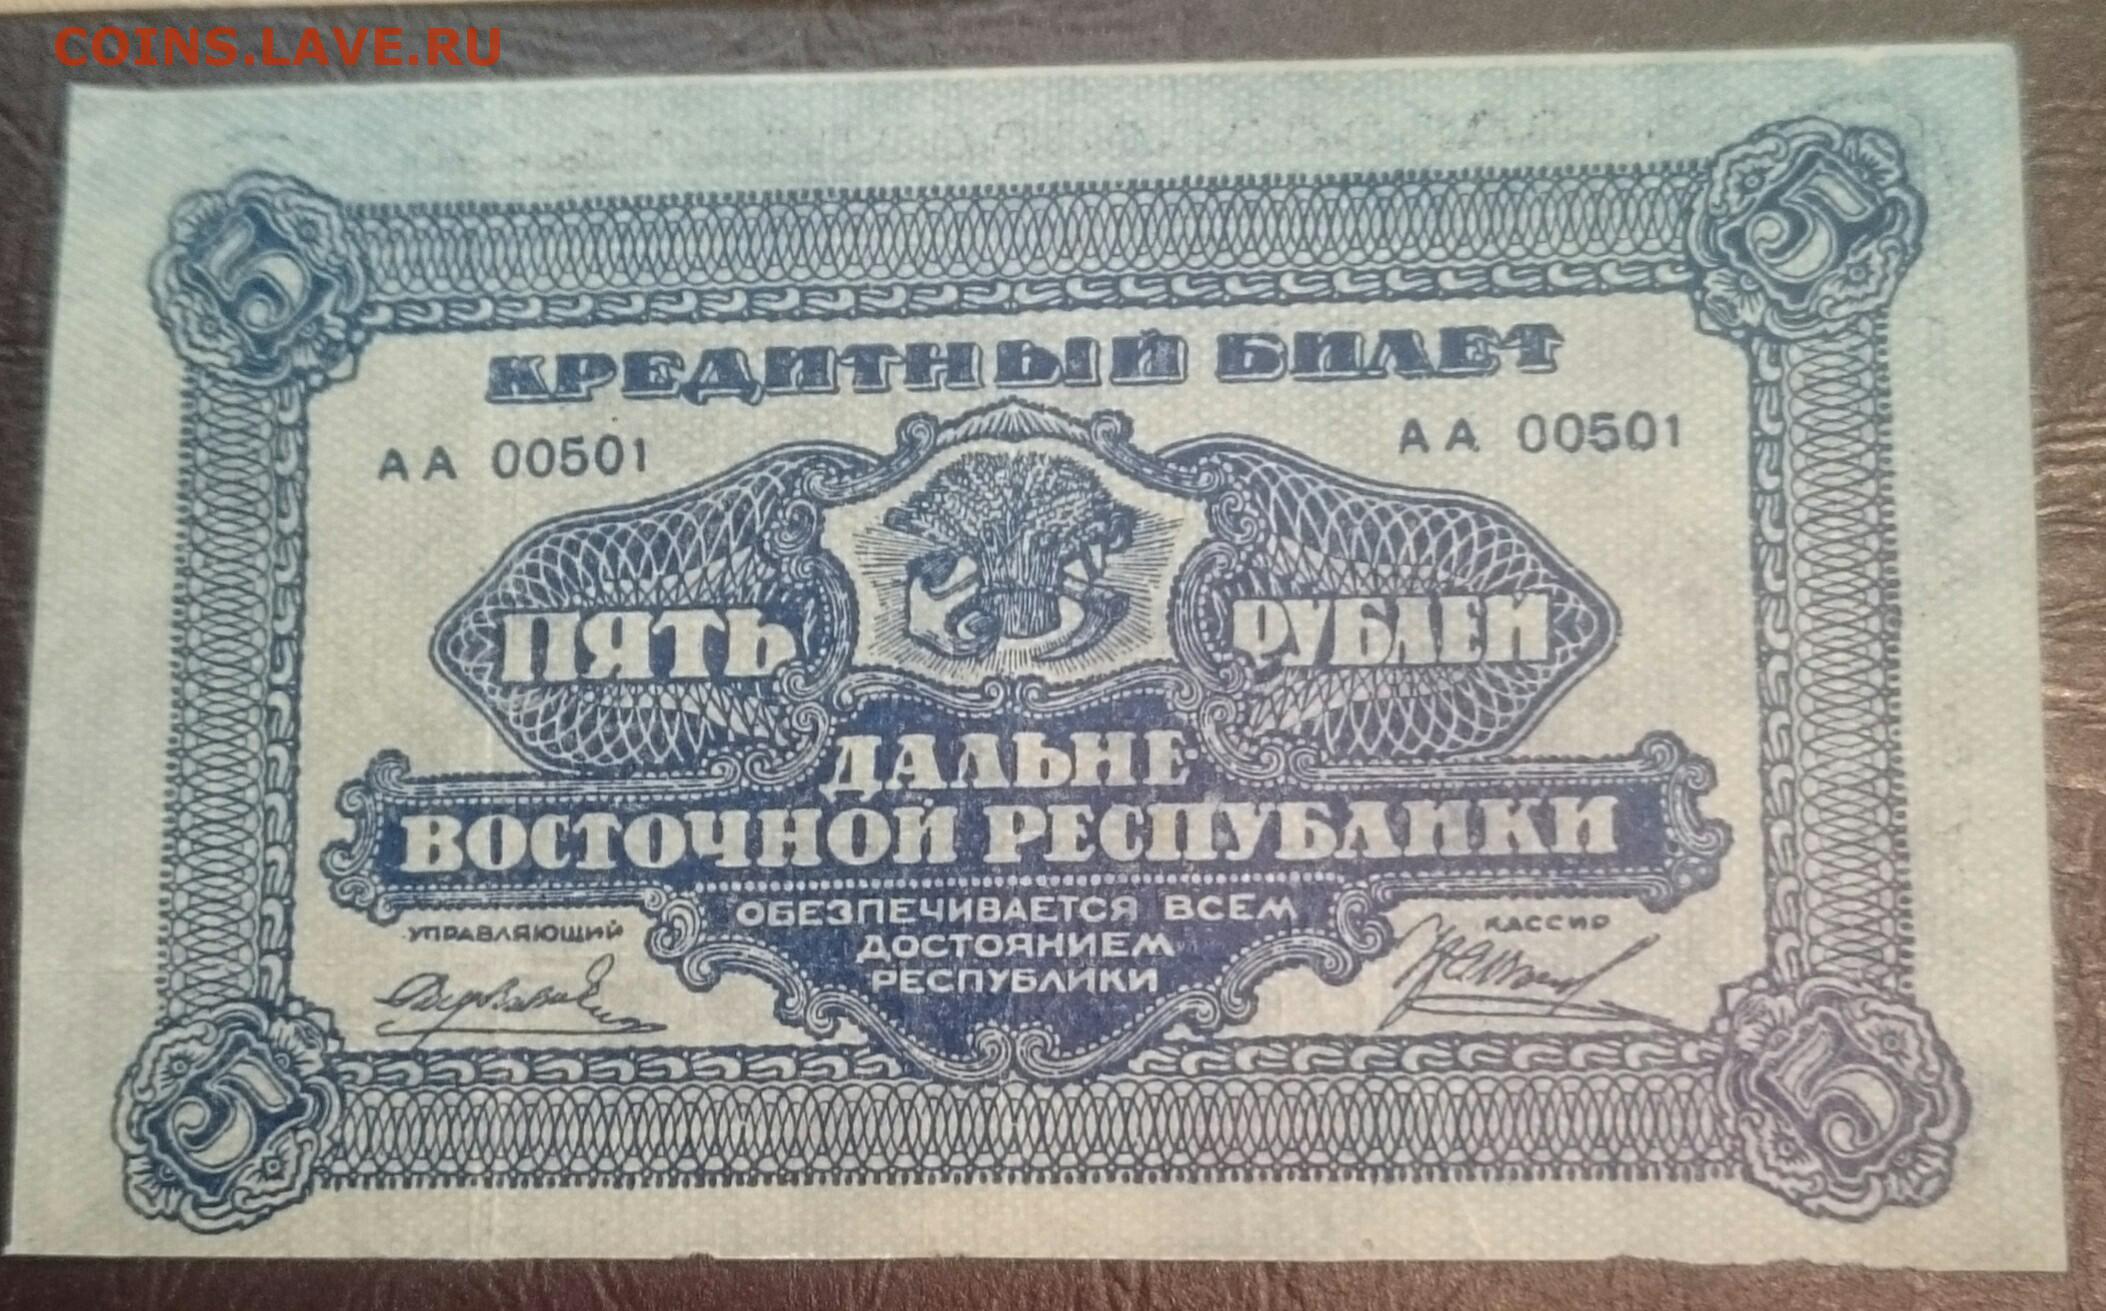 COINS.LAVE.RU
5 5
КРЕДИТНЫЙ БИЛЕТ
АА 00501 АА 00501
ПЯТЬ РУБЛЕЙ
ДАЛЬНЕ-
ВОСТОЧНОЙ РЕСПУБЛИКИ
ОБЕЗПЕЧИВАЕТСЯ ВСЕМ
ДОСТОЯНИЕМ
РЕСПУБЛИКИ
УПРАВЛЯЮЩИЙ КАССИР
5 5